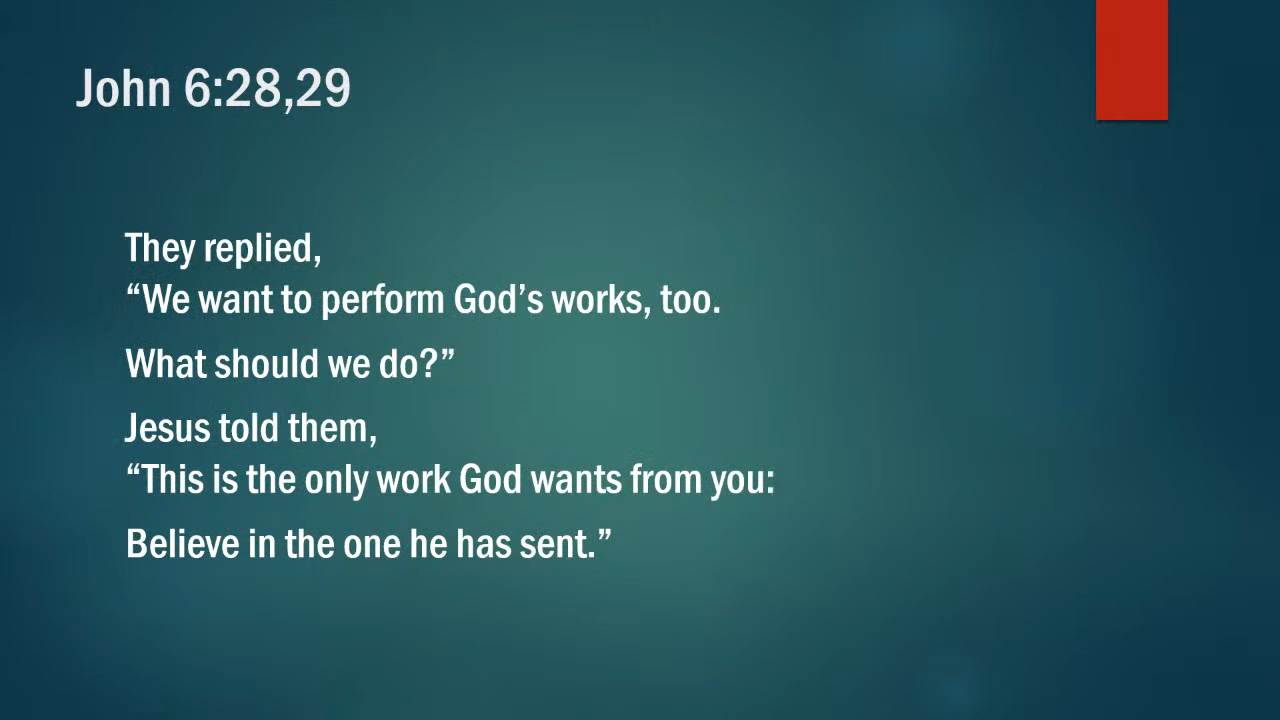 John 6:28,29
They replied,
“We want to perform God’s works, too.
What should we do?”
Jesus told them,
“This is the only work God wants from you:
Believe in the one he has sent.”